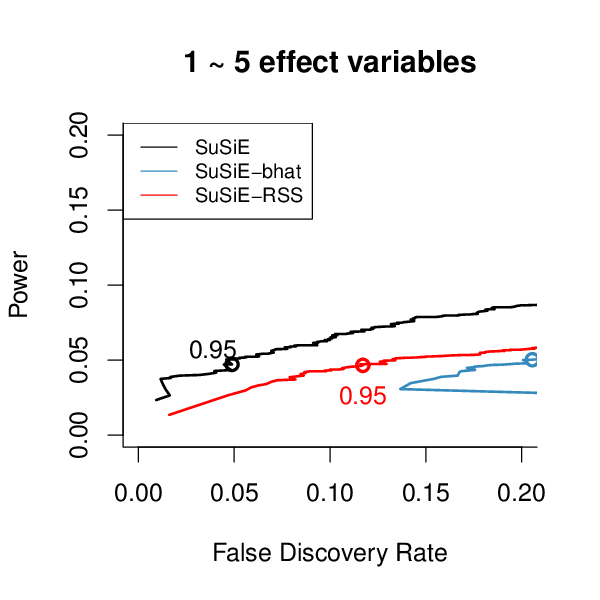 1 ~ 5 effect variables
SuSiE
SuSiE−bhat
SuSiE−RSS
Power
0.20
0.15
0.10
0.05
0.00
0.95
0.95
0.00 0.05 0.10 0.15 0.20
False Discovery Rate